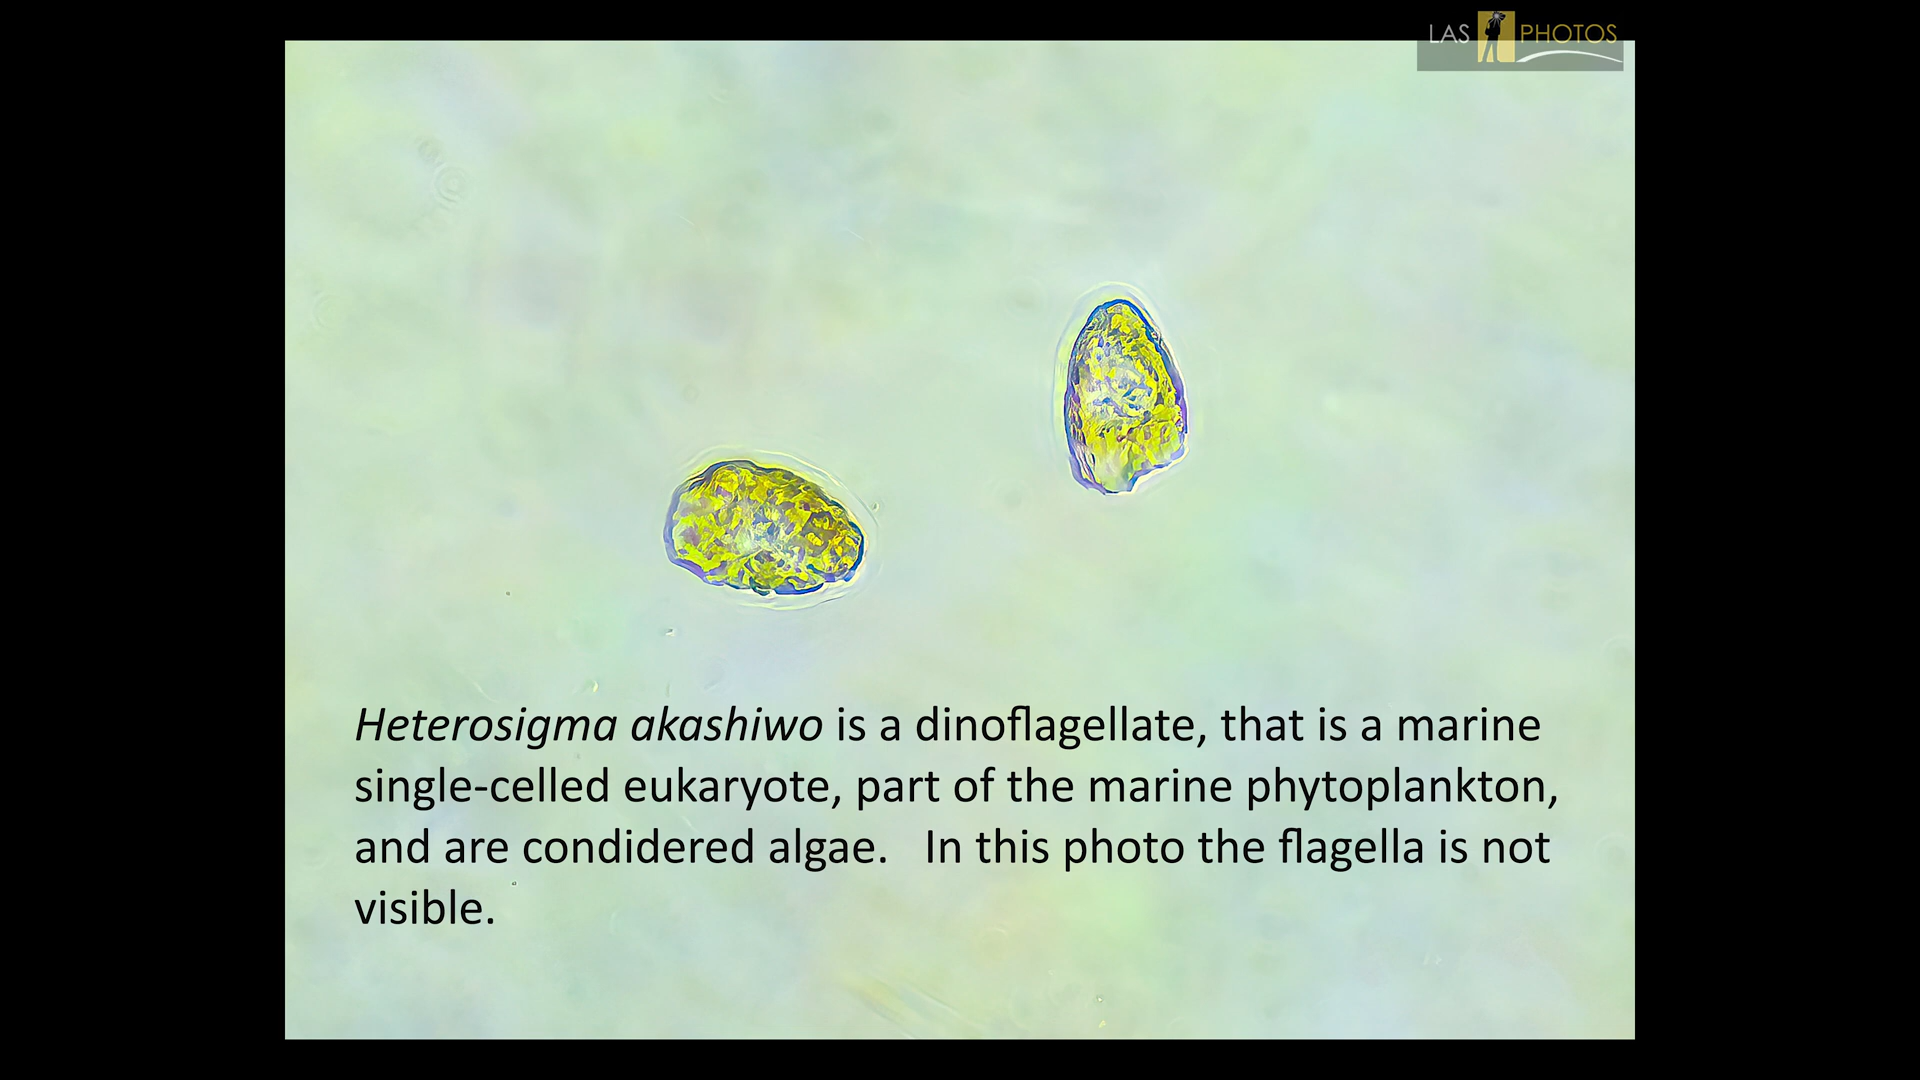 LAS PHOTOS
Heterosigma akashiwo is a dinoflagellate, that is a marine
single-celled eukaryote, part of the marine phytoplankton,
and are condidered algae.   In this photo the flagella is not
visible.